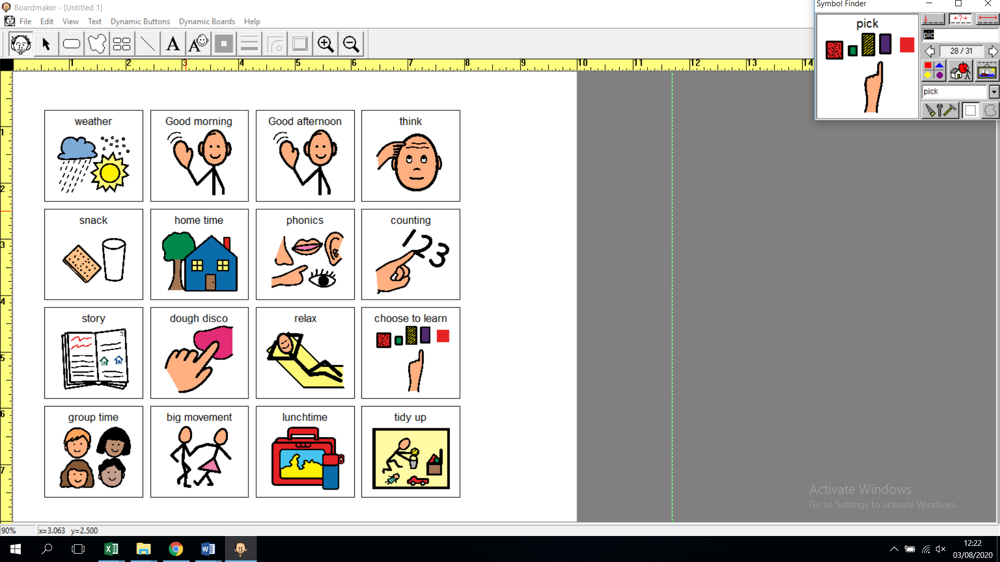 Boardmaker - [Untitled 1]
File Edit View Text Dynamic Buttons Dynamic Boards Help
A A
1 2 3 4 5 6 7 8 9 10 11 12 13 14
Symbol Finder
pick
←?→
pic
28 / 31
pick
weather Good morning Good afternoon think
snack home time phonics counting
123
story dough disco relax choose to learn
2
group time big movement lunchtime tidy up
1
2
3
4
5
6
7
Activate Windows
Go to Settings to activate Windows.
90% x=3.063 y=2.500
12:22
03/08/2020